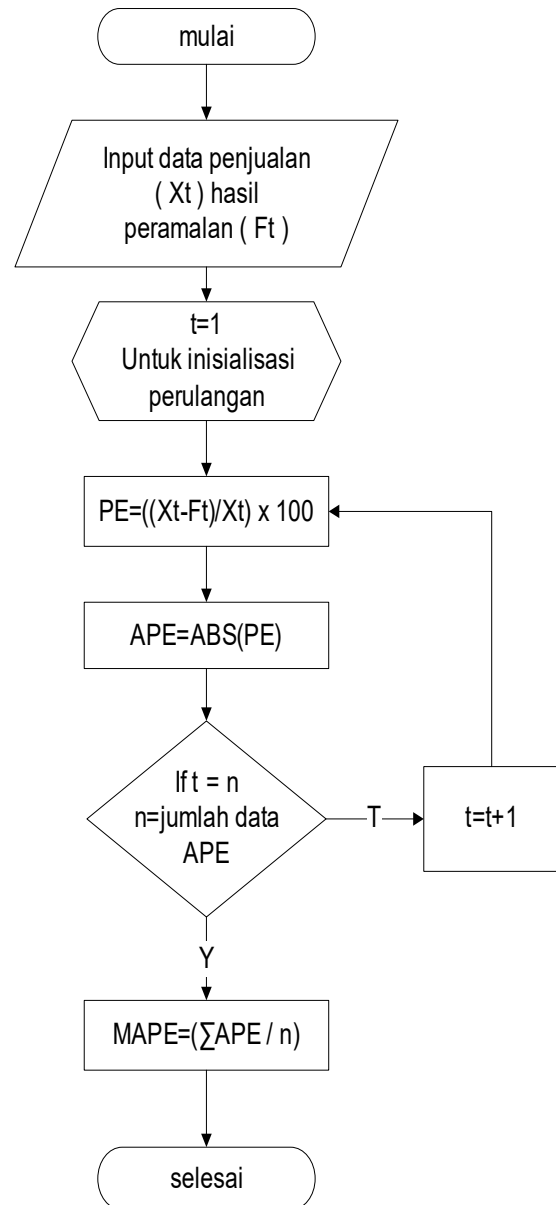 mulai
Input data penjualan
( Xt ) hasil
peramalan ( Ft )
t=1
Untuk inisialisasi
perulangan
PE=((Xt-Ft)/Xt) x 100
APE=ABS(PE)
If t = n
n=jumlah data
APE
T
t=t+1
Y
MAPE=(∑APE / n)
selesai